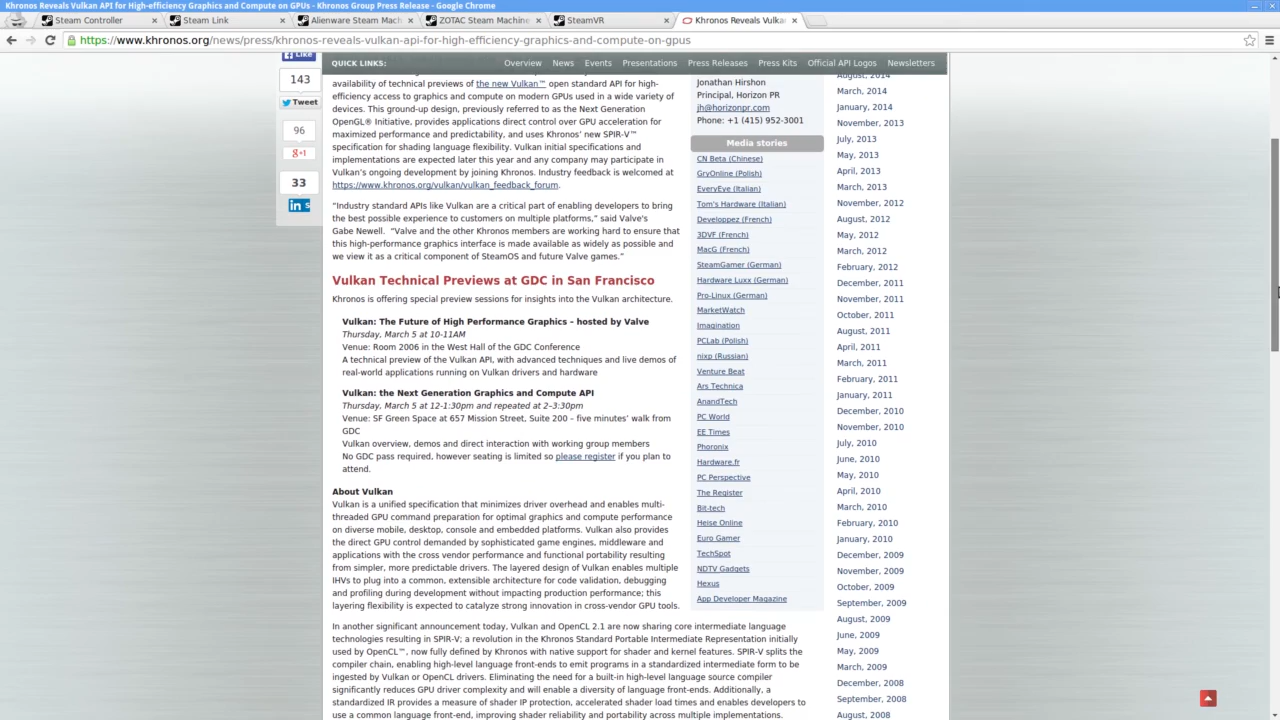 Khronos Reveals Vulkan API for High-efficiency Graphics and Compute on GPUs - Khronos Group Press Release - Google Chrome
Steam Controller
Steam Link
Alienware Steam Mach
ZOTAC Steam Machine
SteamVR
Khronos Reveals Vulka
https://www.khronos.org/news/press/khronos-reveals-vulkan-api-for-high-efficiency-graphics-and-compute-on-gpus
Like
143
Tweet
96
g+1
33
in s
QUICK LINKS:
Overview
News
Events
Presentations
Press Releases
Press Kits
Official API Logos
Newsletters
availability of technical previews of the new Vulkan™ open standard API for high-
efficiency access to graphics and compute on modern GPUs used in a wide variety of
devices. This ground-up design, previously referred to as the Next Generation
OpenGL® Initiative, provides applications direct control over GPU acceleration for
maximized performance and predictability, and uses Khronos’ new SPIR-V™
specification for shading language flexibility. Vulkan initial specifications and
implementations are expected later this year and any company may participate in
Vulkan’s ongoing development by joining Khronos. Industry feedback is welcomed at
https://www.khronos.org/vulkan/vulkan_feedback_forum.
“Industry standard APIs like Vulkan are a critical part of enabling developers to bring
the best possible experience to customers on multiple platforms,” said Valve's
Gabe Newell.  “Valve and the other Khronos members are working hard to ensure that
this high-performance graphics interface is made available as widely as possible and
we view it as a critical component of SteamOS and future Valve games.”
Vulkan Technical Previews at GDC in San Francisco
Khronos is offering special preview sessions for insights into the Vulkan architecture.
Vulkan: The Future of High Performance Graphics – hosted by Valve
Thursday, March 5 at 10-11AM
Venue: Room 2006 in the West Hall of the GDC Conference
A technical preview of the Vulkan API, with advanced techniques and live demos of
real-world applications running on Vulkan drivers and hardware
Vulkan: the Next Generation Graphics and Compute API
Thursday, March 5 at 12-1:30pm and repeated at 2–3:30pm
Venue: SF Green Space at 657 Mission Street, Suite 200 – five minutes’ walk from
GDC
Vulkan overview, demos and direct interaction with working group members
No GDC pass required, however seating is limited so please register if you plan to
attend.
About Vulkan
Vulkan is a unified specification that minimizes driver overhead and enables multi-
threaded GPU command preparation for optimal graphics and compute performance
on diverse mobile, desktop, console and embedded platforms. Vulkan also provides
the direct GPU control demanded by sophisticated game engines, middleware and
applications with the cross vendor performance and functional portability resulting
from simpler, more predictable drivers. The layered design of Vulkan enables multiple
IHVs to plug into a common, extensible architecture for code validation, debugging
and profiling during development without impacting production performance; this
layering flexibility is expected to catalyze strong innovation in cross-vendor GPU tools.
In another significant announcement today, Vulkan and OpenCL 2.1 are now sharing core intermediate language
technologies resulting in SPIR-V; a revolution in the Khronos Standard Portable Intermediate Representation initially
used by OpenCL™, now fully defined by Khronos with native support for shader and kernel features. SPIR-V splits the
compiler chain, enabling high-level language front-ends to emit programs in a standardized intermediate form to be
ingested by Vulkan or OpenCL drivers. Eliminating the need for a built-in high-level language source compiler
significantly reduces GPU driver complexity and will enable a diversity of language front-ends. Additionally, a
standardized IR provides a measure of shader IP protection, accelerated shader load times and enables developers to
use a common language front-end, improving shader reliability and portability across multiple implementations.
Jonathan Hirshon
Principal, Horizon PR
jh@horizonpr.com
Phone: +1 (415) 952-3001
Media stories
CN Beta (Chinese)
GryOnline (Polish)
EveryEye (Italian)
Tom's Hardware (Italian)
Developpez (French)
3DVF (French)
MacG (French)
SteamGamer (German)
Hardware Luxx (German)
Pro-Linux (German)
MarketWatch
Imagination
PCLab (Polish)
nixp (Russian)
Venture Beat
Ars Technica
AnandTech
PC World
EE Times
Phoronix
Hardware.fr
PC Perspective
The Register
Bit-tech
Heise Online
Euro Gamer
TechSpot
NDTV Gadgets
Hexus
App Developer Magazine
August, 2014
March, 2014
January, 2014
November, 2013
July, 2013
May, 2013
April, 2013
March, 2013
November, 2012
August, 2012
May, 2012
March, 2012
February, 2012
December, 2011
November, 2011
October, 2011
August, 2011
April, 2011
March, 2011
February, 2011
January, 2011
December, 2010
November, 2010
July, 2010
June, 2010
May, 2010
April, 2010
March, 2010
February, 2010
January, 2010
December, 2009
November, 2009
October, 2009
September, 2009
August, 2009
June, 2009
May, 2009
March, 2009
December, 2008
September, 2008
August, 2008